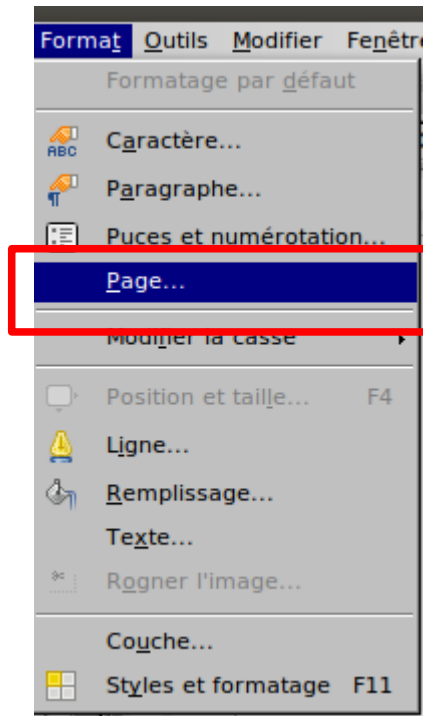 Format Outils Modifier Fenêtre
Formatage par défaut
ABC Caractère...
Paragraphe...
Puces et numérotation...
Page...
Modifier la casse
Position et taille... F4
Ligne...
Remplissage...
Texte...
Rogner l'image...
Couche...
Styles et formatage F11